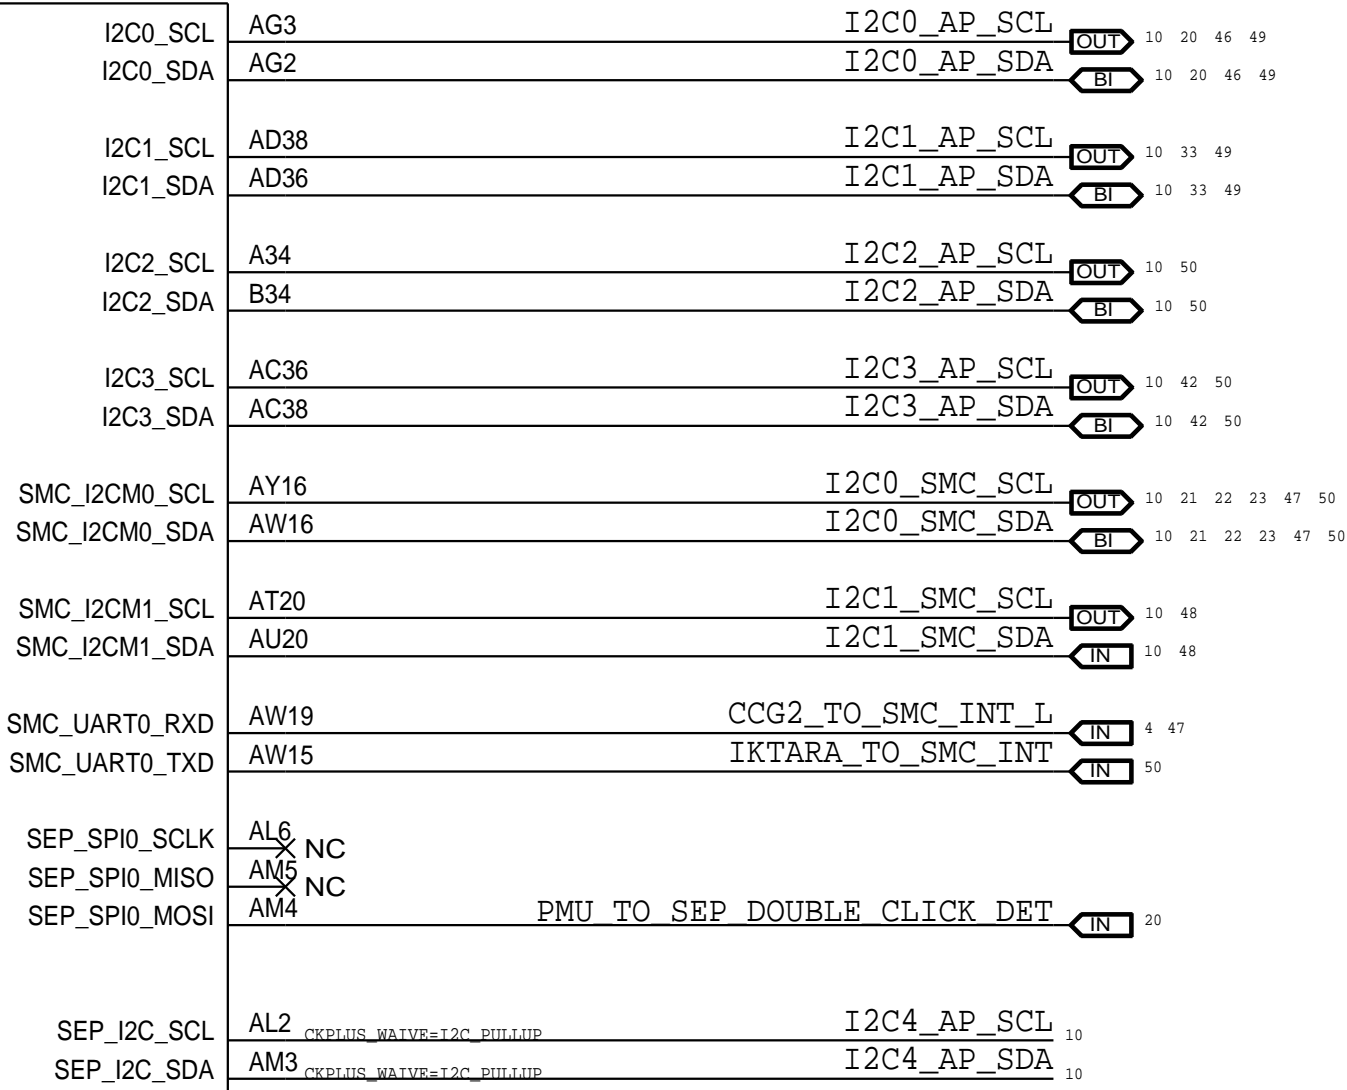 I2C0_SCL AG3 I2C0_AP_SCL OUT 10 20 46 49
I2C0_SDA AG2 I2C0_AP_SDA BI 10 20 46 49
I2C1_SCL AD38 I2C1_AP_SCL OUT 10 33 49
I2C1_SDA AD36 I2C1_AP_SDA BI 10 33 49
I2C2_SCL A34 I2C2_AP_SCL OUT 10 50
I2C2_SDA B34 I2C2_AP_SDA BI 10 50
I2C3_SCL AC36 I2C3_AP_SCL OUT 10 42 50
I2C3_SDA AC38 I2C3_AP_SDA BI 10 42 50
SMC_I2CM0_SCL AY16 I2C0_SMC_SCL OUT 10 21 22 23 47 50
SMC_I2CM0_SDA AW16 I2C0_SMC_SDA BI 10 21 22 23 47 50
SMC_I2CM1_SCL AT20 I2C1_SMC_SCL OUT 10 48
SMC_I2CM1_SDA AU20 I2C1_SMC_SDA IN 10 48
SMC_UART0_RXD AW19 CCG2_TO_SMC_INT_L IN 4 47
SMC_UART0_TXD AW15 IKTARA_TO_SMC_INT IN 50
SEP_SPI0_SCLK AL6 NC
SEP_SPI0_MISO AM5 NC
SEP_SPI0_MOSI AM4 PMU_TO_SEP_DOUBLE_CLICK_DET IN 20
SEP_I2C_SCL AL2 CKPLUS_WAIVE=I2C_PULLUP I2C4_AP_SCL 10
SEP_I2C_SDA AM3 CKPLUS_WAIVE=I2C_PULLUP I2C4_AP_SDA 10